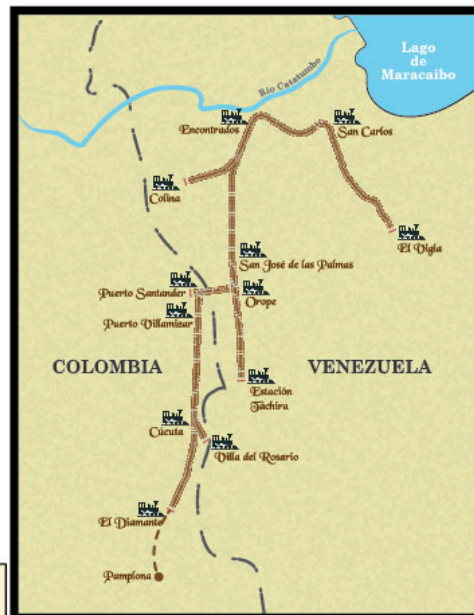 Lago
de
Maracaibo
Río Catatumbo
Encontrados
San Carlos
Colina
El Vigía
San José de las Palmas
Puerto Santander
Orope
Puerto Villamizar
COLOMBIA
VENEZUELA
Estación
Táchira
Cúcuta
Villa del Rosario
El Diamante
Pamplona